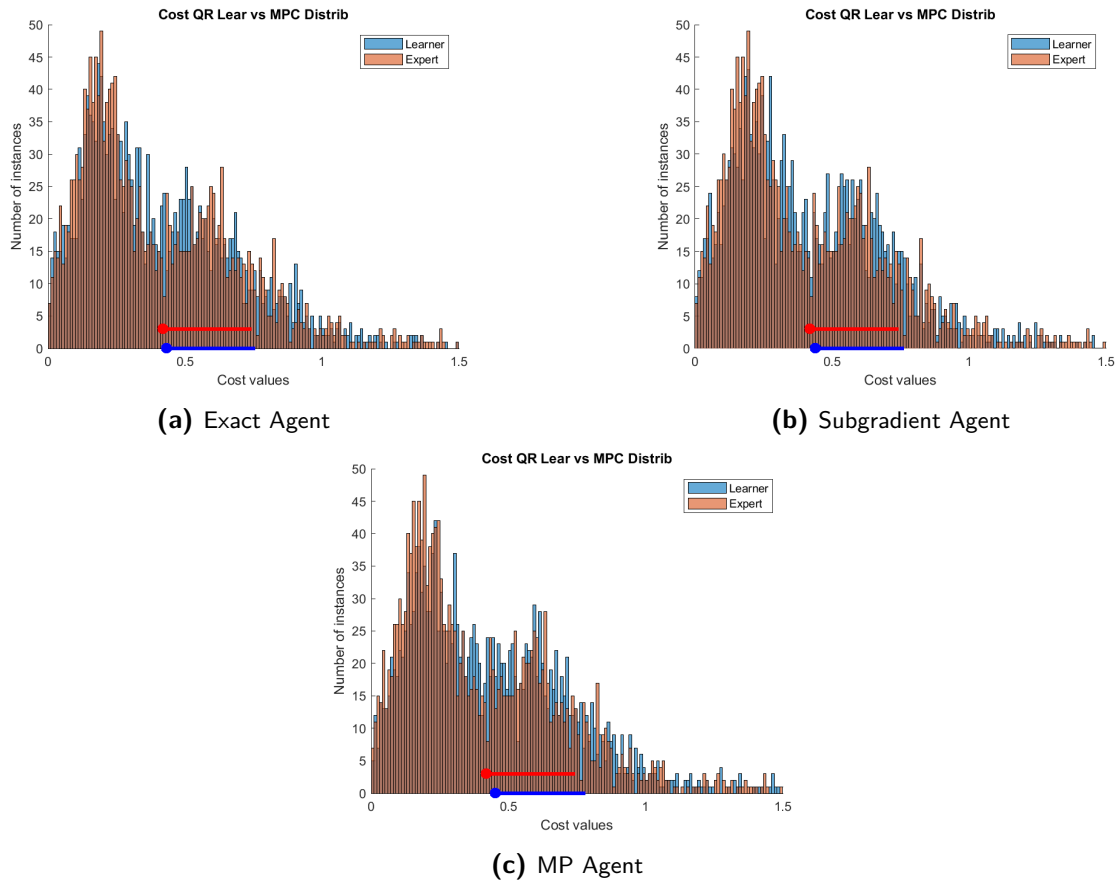 Cost QR Lear vs MPC Distrib
50
45
40
35
30
25
20
15
10
5
0
Number of instances
Learner
Expert
0 0.5 1 1.5
Cost values
(a) Exact Agent
Cost QR Lear vs MPC Distrib
50
45
40
35
30
25
20
15
10
5
0
Number of instances
Learner
Expert
0 0.5 1 1.5
Cost values
(b) Subgradient Agent
Cost QR Lear vs MPC Distrib
50
45
40
35
30
25
20
15
10
5
0
Number of instances
Learner
Expert
0 0.5 1 1.5
Cost values
(c) MP Agent